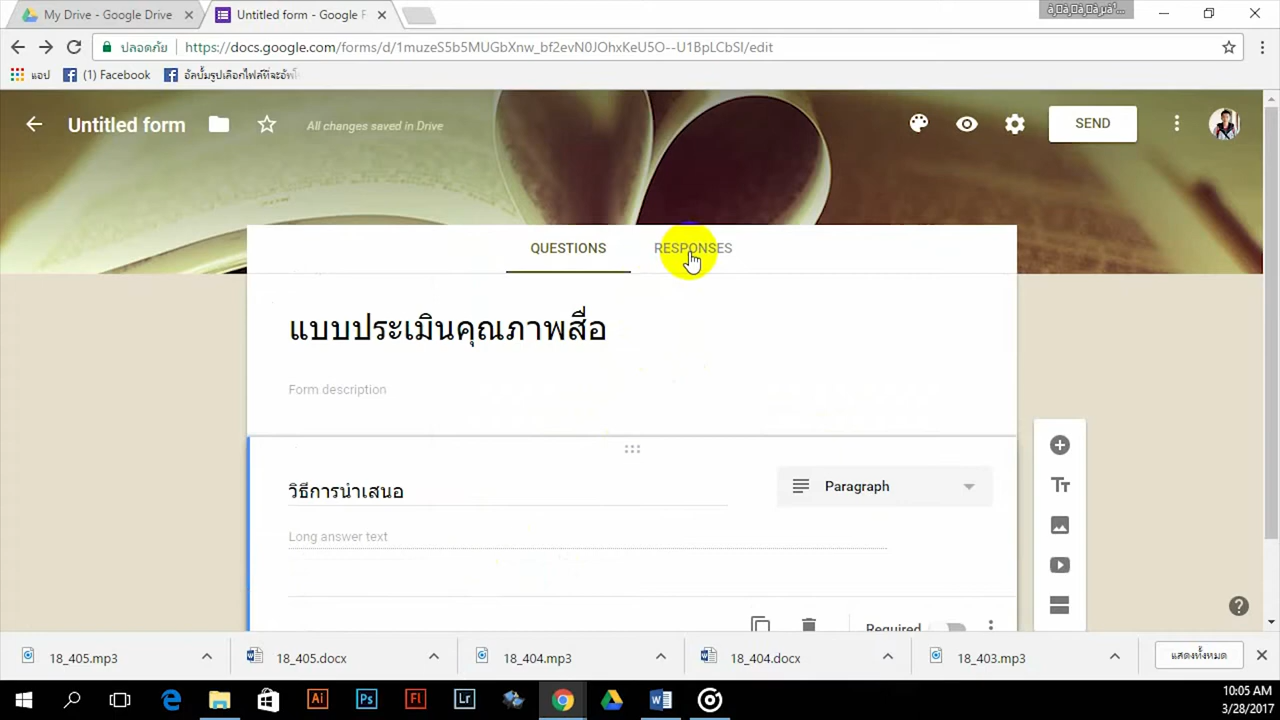 My Drive - Google Drive
Untitled form - Google F
ปลอดภัย
https://docs.google.com/forms/d/1muzeS5b5MUGbXnw_bf2evN0JOhxKeU5O--U1BpLCbSI/edit
แอป
(1) Facebook
Untitled form
All changes saved in Drive
SEND
QUESTIONS
RESPONSES
แบบประเมินคุณภาพสื่อ
Form description
วิธีการนำเสนอ
Paragraph
Long answer text
Required
18_405.mp3
18_405.docx
18_404.mp3
18_404.docx
18_403.mp3
แสดงทั้งหมด
Ai
Ps
Fl
Lr
10:05 AM
3/28/2017